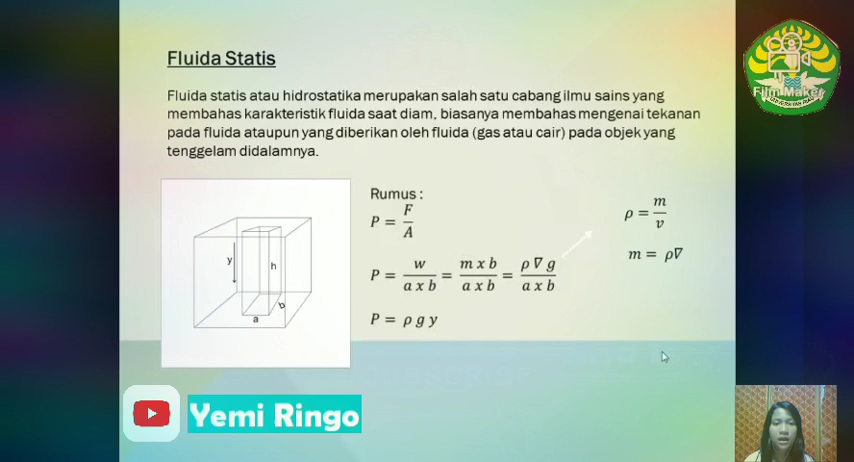 Fluida Statis
Fluida statis atau hidrostatika merupakan salah satu cabang ilmu sains yang
membahas karakteristik fluida saat diam, biasanya membahas mengenai tekanan
pada fluida ataupun yang diberikan oleh fluida (gas atau cair) pada objek yang
tenggelam didalamnya.
y
h
b
a
Rumus :
P = F/A
P = w/(a x b) = (m x b)/(a x b) = (ρ ∇ g)/(a x b)
P = ρ g y
ρ = m/v
m = ρ∇
Film Maker
Yemi Ringo